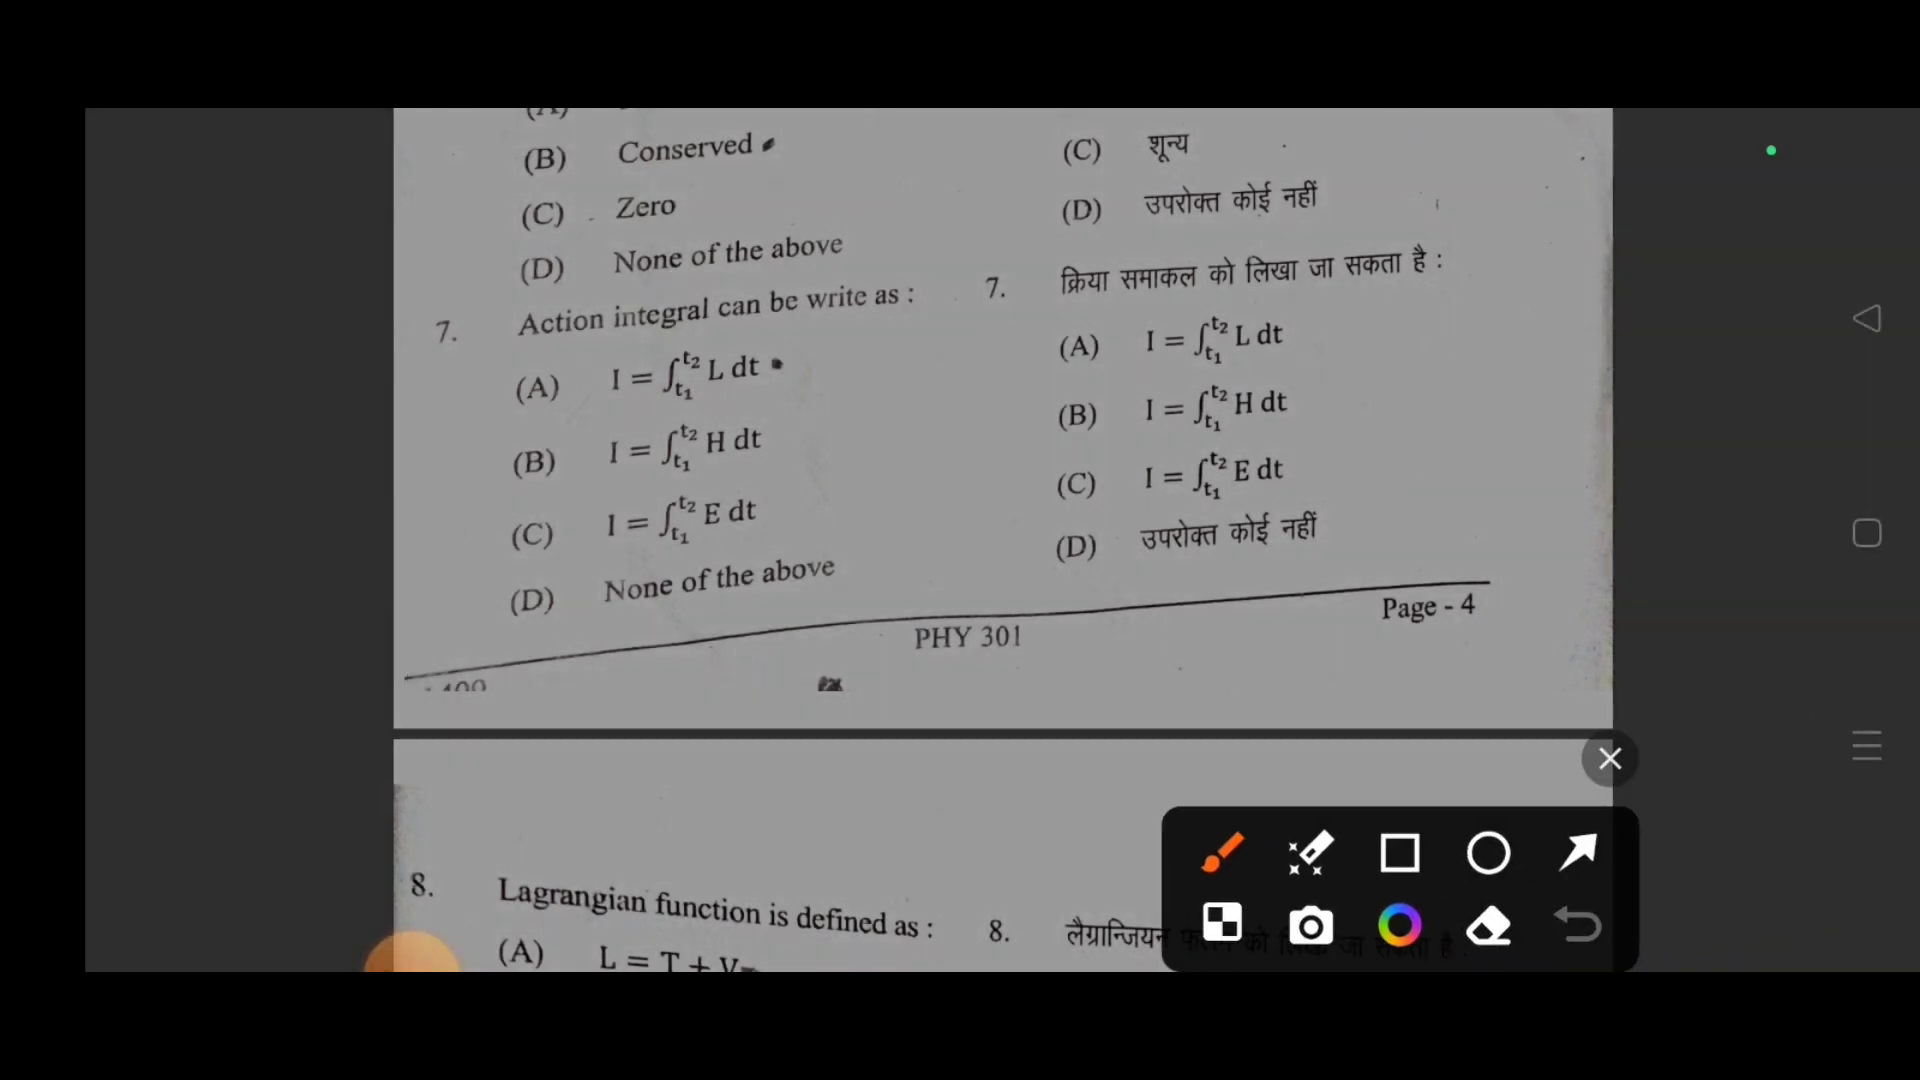 (B) Conserved
(C) Zero
(D) None of the above
7. Action integral can be write as :
(A) I = ∫_{t₁}^{t₂} L dt
(B) I = ∫_{t₁}^{t₂} H dt
(C) I = ∫_{t₁}^{t₂} E dt
(D) None of the above
(C) शून्य
(D) उपरोक्त कोई नहीं
7. क्रिया समाकल को लिखा जा सकता है :
(A) I = ∫_{t₁}^{t₂} L dt
(B) I = ∫_{t₁}^{t₂} H dt
(C) I = ∫_{t₁}^{t₂} E dt
(D) उपरोक्त कोई नहीं
PHY 301
Page - 4
8. Lagrangian function is defined as :
(A) L = T + V
8. लैग्रान्जियन